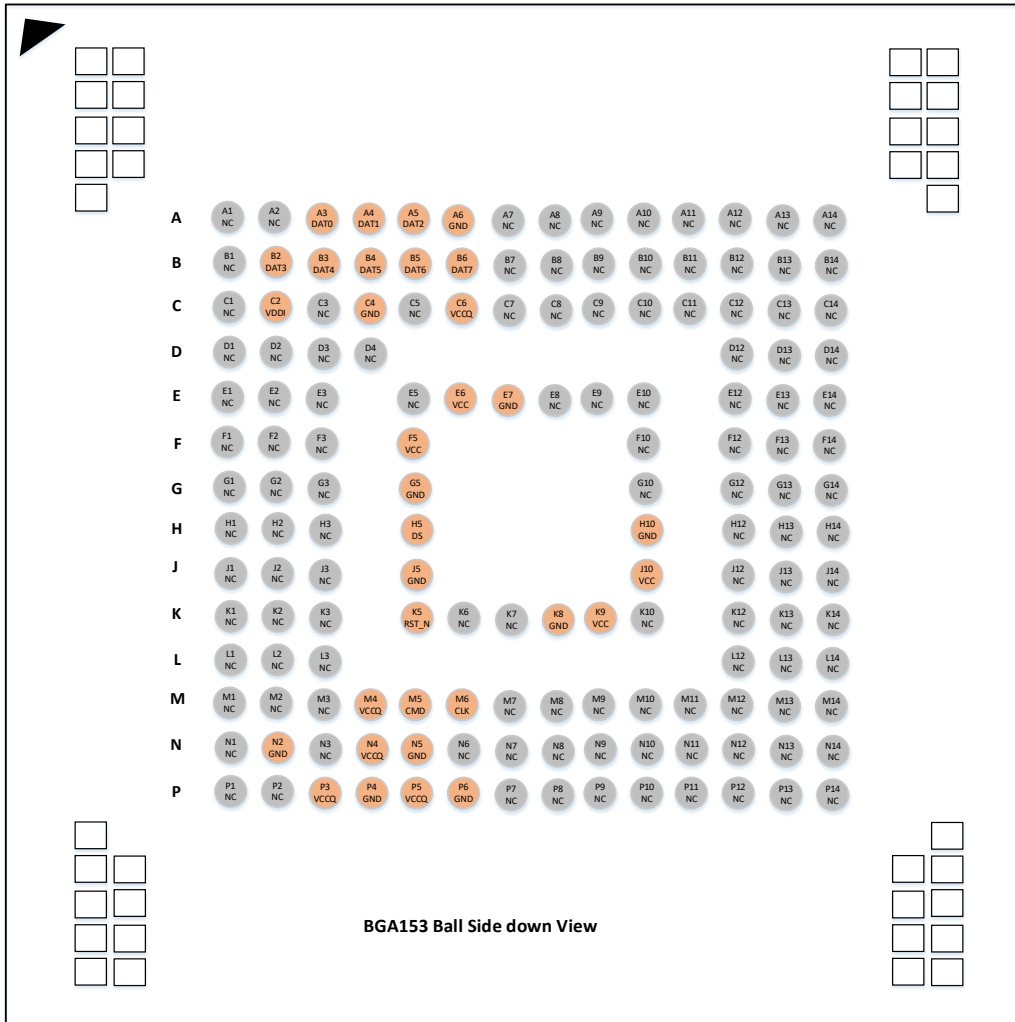 A A1 A2 A3 A4 A5 A6 A7 A8 A9 A10 A11 A12 A13 A14
NC NC DAT0 DAT1 DAT2 GND NC NC NC NC NC NC NC NC
B B1 B2 B3 B4 B5 B6 B7 B8 B9 B10 B11 B12 B13 B14
NC DAT3 DAT4 DAT5 DAT6 DAT7 NC NC NC NC NC NC NC NC
C C1 C2 C3 C4 C5 C6 C7 C8 C9 C10 C11 C12 C13 C14
NC VDDI NC GND NC VCCQ NC NC NC NC NC NC NC NC
D D1 D2 D3 D4 D12 D13 D14
NC NC NC NC NC NC NC
E E1 E2 E3 E5 E6 E7 E8 E9 E10 E12 E13 E14
NC NC NC NC VCC GND NC NC NC NC NC NC
F F1 F2 F3 F5 F10 F12 F13 F14
NC NC NC VCC NC NC NC NC
G G1 G2 G3 G5 G10 G12 G13 G14
NC NC NC GND NC NC NC NC
H H1 H2 H3 H5 H10 H12 H13 H14
NC NC NC DS GND NC NC NC
J J1 J2 J3 J5 J10 J12 J13 J14
NC NC NC GND VCC NC NC NC
K K1 K2 K3 K5 K6 K7 K8 K9 K10 K12 K13 K14
NC NC NC RST_N NC NC GND VCC NC NC NC NC
L L1 L2 L3 L12 L13 L14
NC NC NC NC NC NC
M M1 M2 M3 M4 M5 M6 M7 M8 M9 M10 M11 M12 M13 M14
NC NC NC VCCQ CMD CLK NC NC NC NC NC NC NC NC
N N1 N2 N3 N4 N5 N6 N7 N8 N9 N10 N11 N12 N13 N14
NC GND NC VCCQ GND NC NC NC NC NC NC NC NC NC
P P1 P2 P3 P4 P5 P6 P7 P8 P9 P10 P11 P12 P13 P14
NC NC VCCQ GND VCCQ GND NC NC NC NC NC NC NC NC
BGA153 Ball Side down View